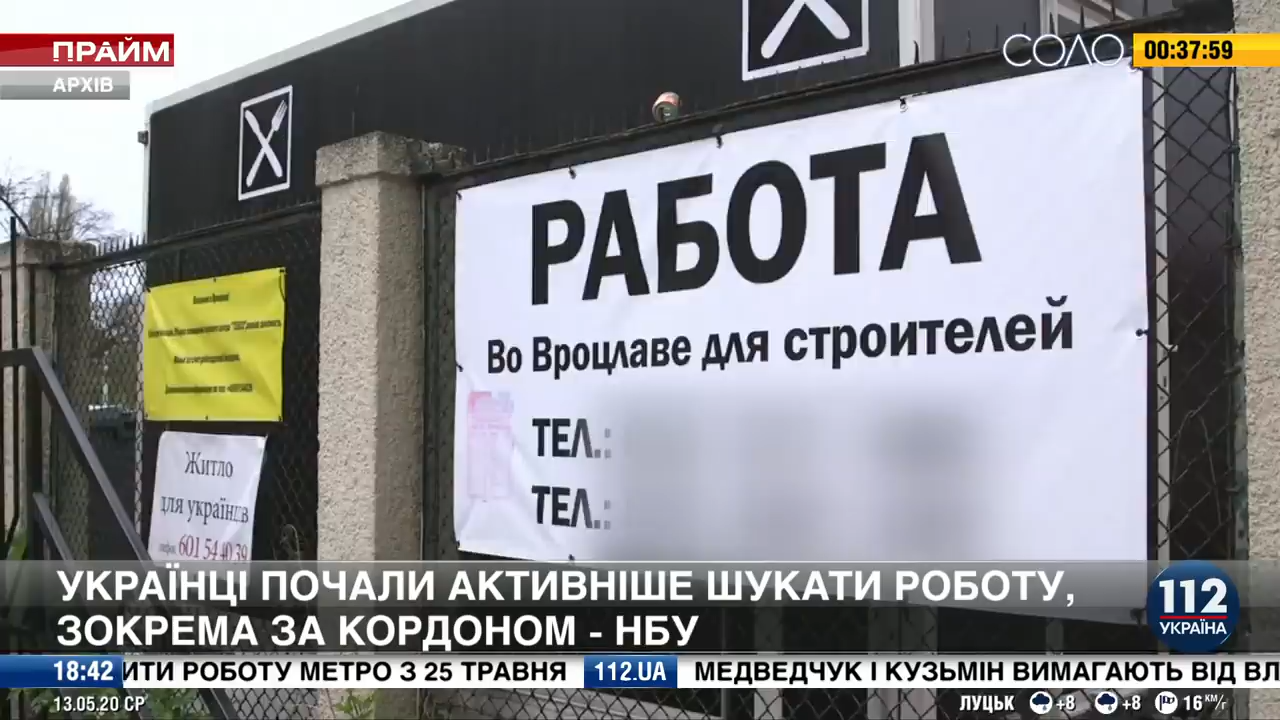 ПРАЙМ
АРХІВ
СОЛО
00:37:59
РАБОТА
Во Вроцлаве для строителей
ТЕЛ.:
ТЕЛ.:
Житло
для українців
601 54 40 39
УКРАЇНЦІ ПОЧАЛИ АКТИВНІШЕ ШУКАТИ РОБОТУ,
ЗОКРЕМА ЗА КОРДОНОМ - НБУ
112
УКРАЇНА
18:42 ИТИ РОБОТУ МЕТРО З 25 ТРАВНЯ 112.UA МЕДВЕДЧУК І КУЗЬМІН ВИМАГАЮТЬ ВІД ВЛ
13.05.20 СР ЛУЦЬК +8 +8 16 КМ/Г